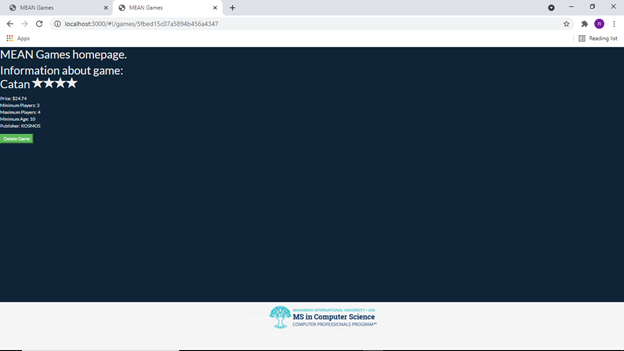 MEAN Games
MEAN Games
localhost:3000/#!/games/5fbed15c07a5894b456a4347
n
Apps
Reading list
MEAN Games homepage.
Information about game:
Catan ★★★★
Price: $24.74
Minimum Players: 3
Maximum Players: 4
Minimum Age: 10
Publisher: KOSMOS
Delete Game
MAHARISHI INTERNATIONAL UNIVERSITY • USA
MS in Computer Science
COMPUTER PROFESSIONALS PROGRAM™